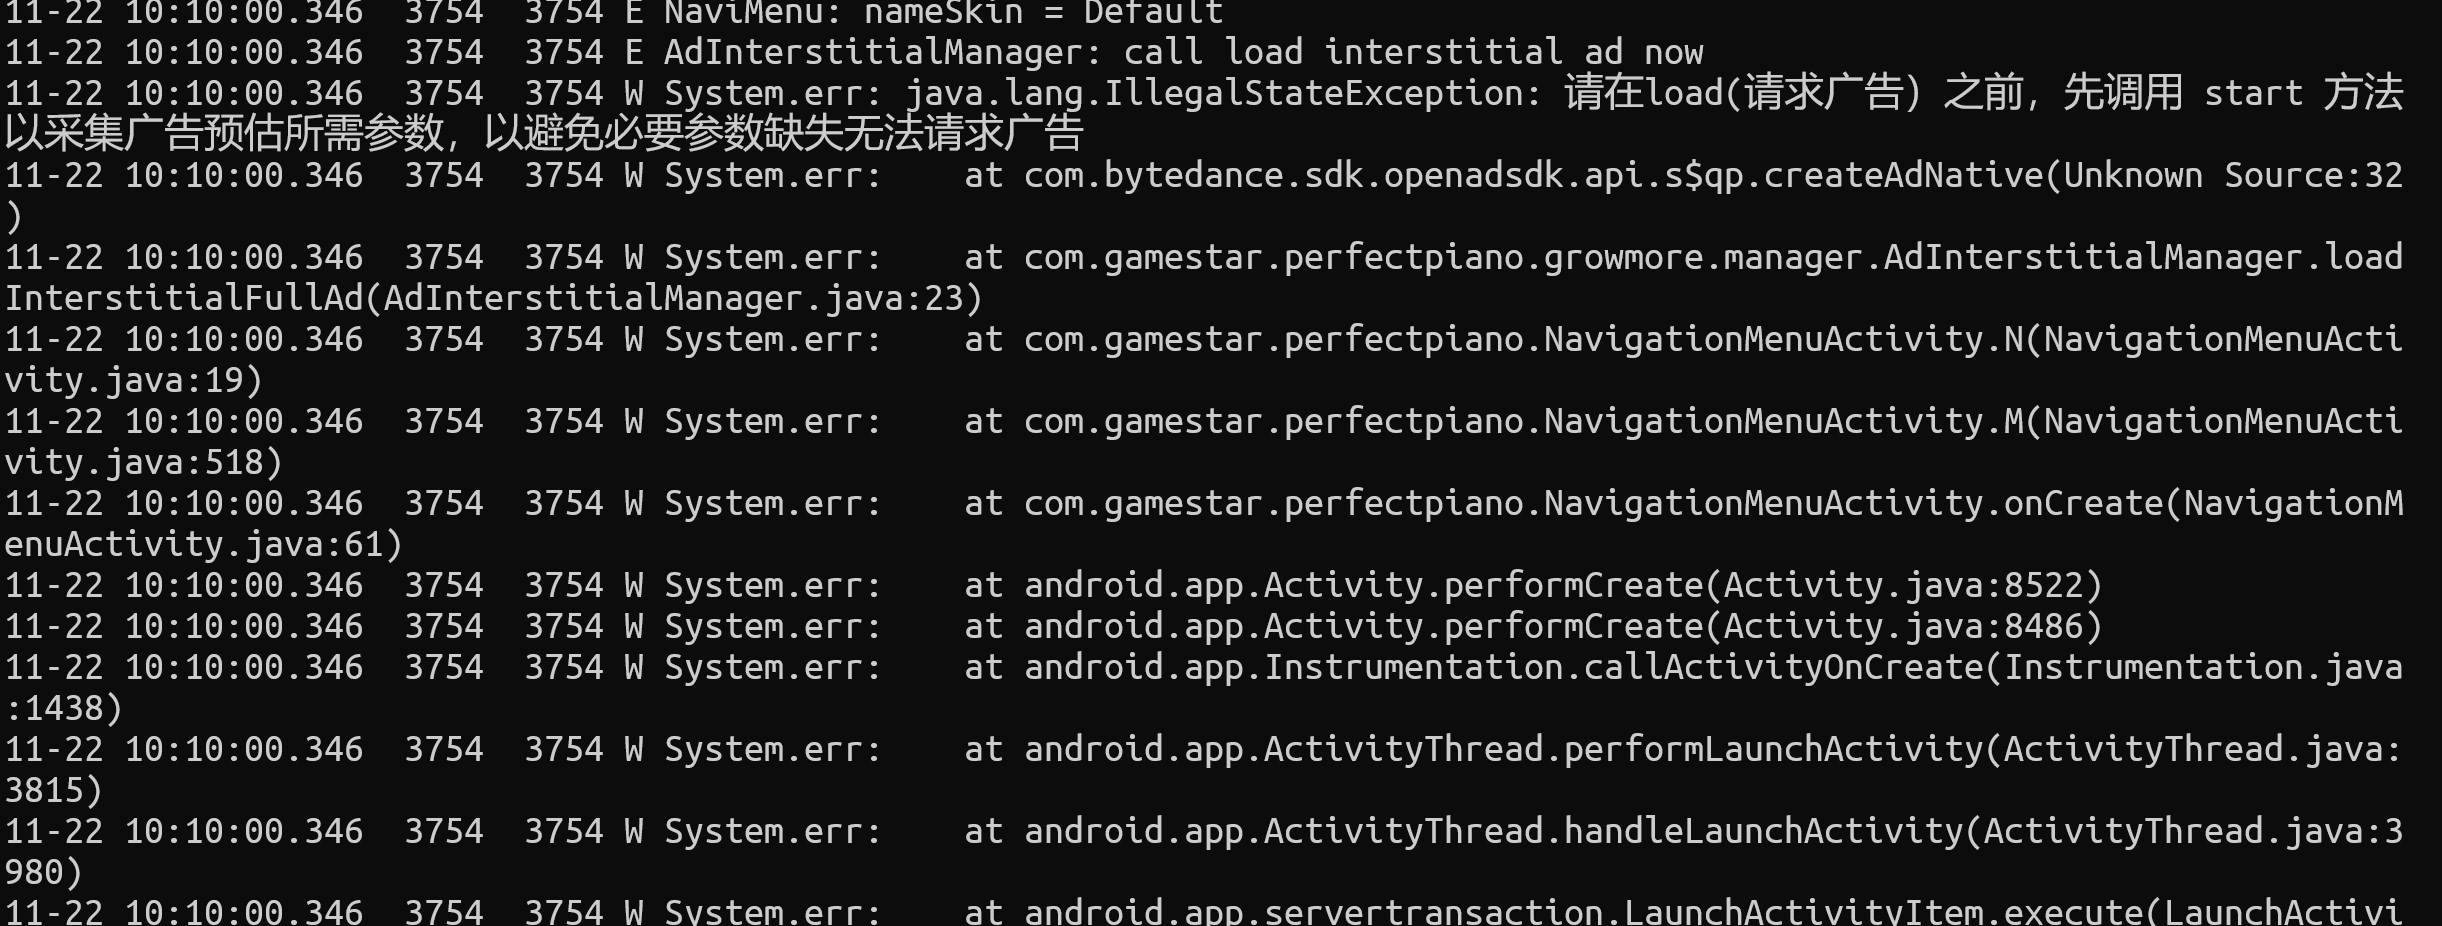 11-22 10:10:00.346  3754  3754 E NaviMenu: nameSkin = Default
11-22 10:10:00.346  3754  3754 E AdInterstitialManager: call load interstitial ad now
11-22 10:10:00.346  3754  3754 W System.err: java.lang.IllegalStateException: 请在load(请求广告）之前，先调用 start 方法
以采集广告预估所需参数，以避免必要参数缺失无法请求广告
11-22 10:10:00.346  3754  3754 W System.err:    at com.bytedance.sdk.openadsdk.api.s$qp.createAdNative(Unknown Source:32
)
11-22 10:10:00.346  3754  3754 W System.err:    at com.gamestar.perfectpiano.growmore.manager.AdInterstitialManager.load
InterstitialFullAd(AdInterstitialManager.java:23)
11-22 10:10:00.346  3754  3754 W System.err:    at com.gamestar.perfectpiano.NavigationMenuActivity.N(NavigationMenuActi
vity.java:19)
11-22 10:10:00.346  3754  3754 W System.err:    at com.gamestar.perfectpiano.NavigationMenuActivity.M(NavigationMenuActi
vity.java:518)
11-22 10:10:00.346  3754  3754 W System.err:    at com.gamestar.perfectpiano.NavigationMenuActivity.onCreate(NavigationM
enuActivity.java:61)
11-22 10:10:00.346  3754  3754 W System.err:    at android.app.Activity.performCreate(Activity.java:8522)
11-22 10:10:00.346  3754  3754 W System.err:    at android.app.Activity.performCreate(Activity.java:8486)
11-22 10:10:00.346  3754  3754 W System.err:    at android.app.Instrumentation.callActivityOnCreate(Instrumentation.java
:1438)
11-22 10:10:00.346  3754  3754 W System.err:    at android.app.ActivityThread.performLaunchActivity(ActivityThread.java:
3815)
11-22 10:10:00.346  3754  3754 W System.err:    at android.app.ActivityThread.handleLaunchActivity(ActivityThread.java:3
980)
11-22 10:10:00.346  3754  3754 W System.err:    at android.app.servertransaction.LaunchActivityItem.execute(LaunchActivi